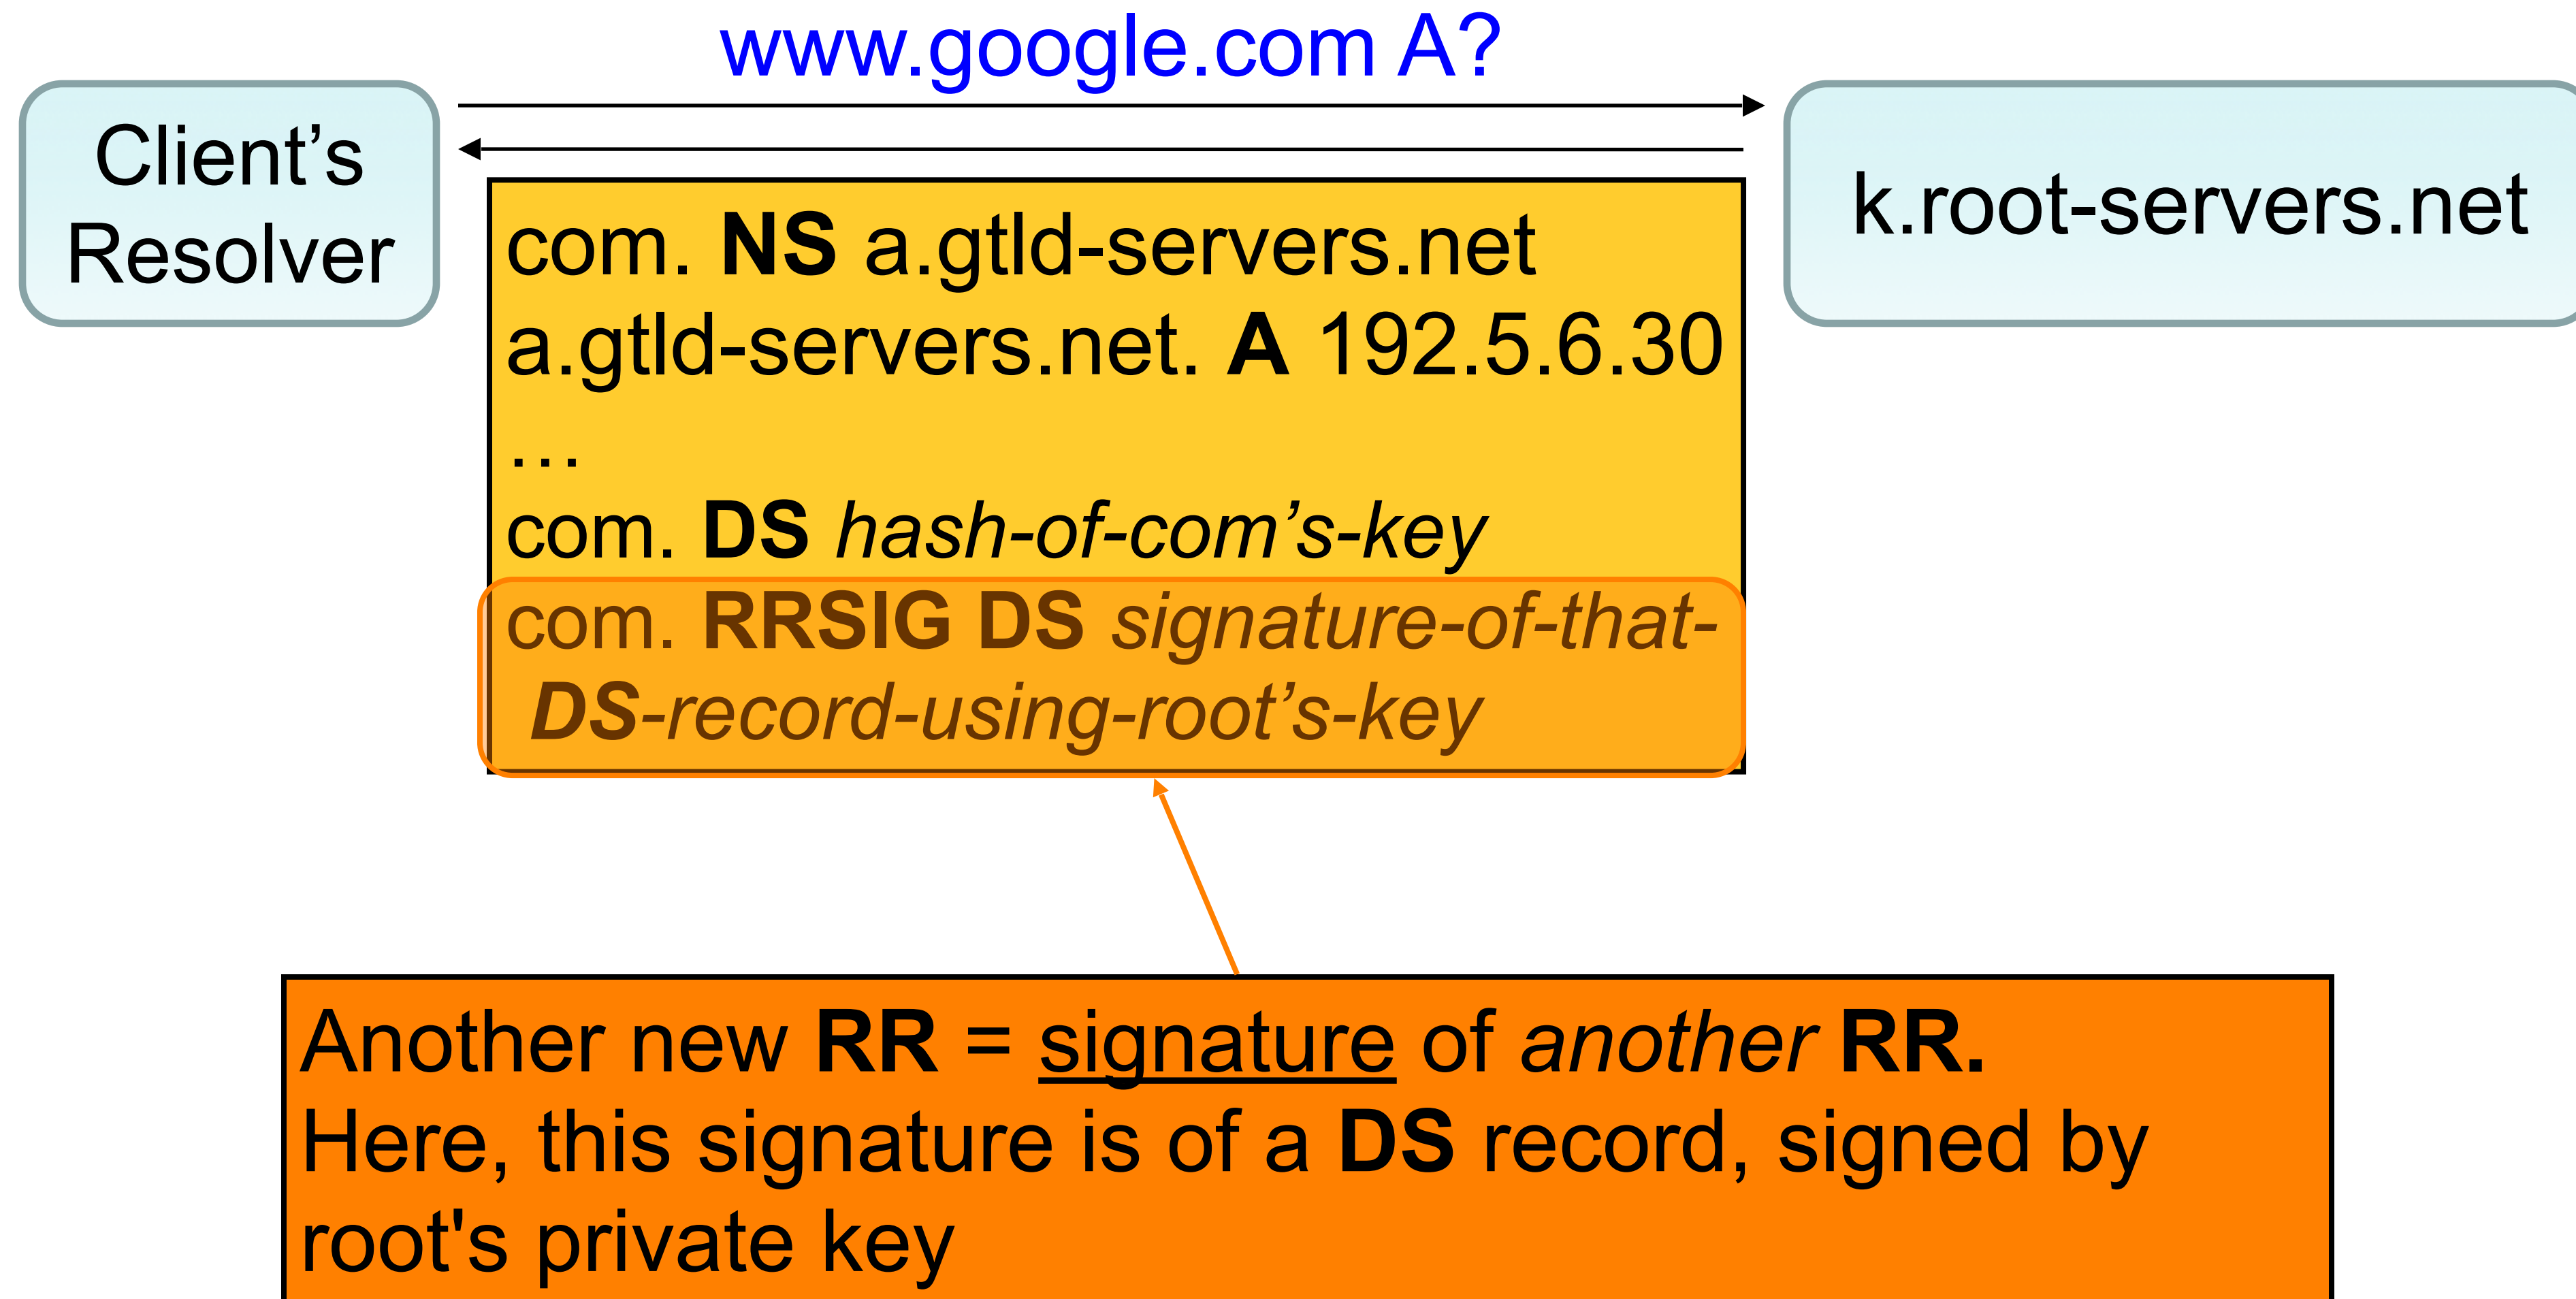 www.google.com A?
Client’s
Resolver
k.root-servers.net
com. NS a.gtld-servers.net
a.gtld-servers.net. A 192.5.6.30
…
com. DS hash-of-com’s-key
com. RRSIG DS signature-of-that-
DS-record-using-root’s-key
Another new RR = signature of another RR.
Here, this signature is of a DS record, signed by
root's private key